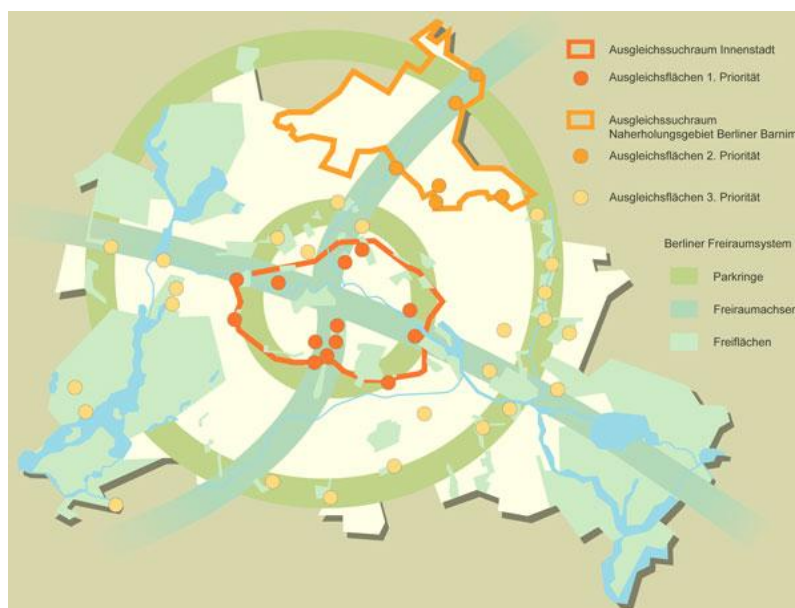 Ausgleichssuchraum Innenstadt
Ausgleichsflächen 1. Priorität
Ausgleichssuchraum
Naherholungsgebiet Berliner Barnim
Ausgleichsflächen 2. Priorität
Ausgleichsflächen 3. Priorität
Berliner Freiraumsystem
Parkringe
Freiraumachsen
Freiflächen